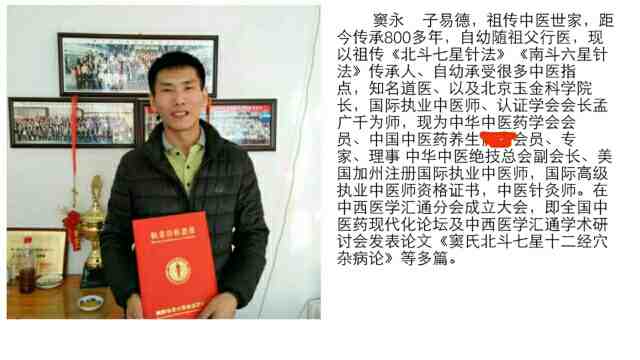 窦永 子易德，祖传中医世家，距
今传承800多年，自幼随祖父行医，现
以祖传《北斗七星针法》《南斗六星针
法》传承人、自幼承受很多中医指
点，知名道医、以及北京玉金科学院
长，国际执业中医师、认证学会会长孟
广千为师，现为中华中医药学会会
员、中国中医药养生会员、专
家、理事 中华中医绝技总会副会长、美
国加州注册国际执业中医师，国际高级
执业中医师资格证书，中医针灸师。在
中西医学汇通分会成立大会，即全国中
医药现代化论坛及中西医学汇通学术研
讨会发表论文《窦氏北斗七星十二经穴
杂病论》等多篇。